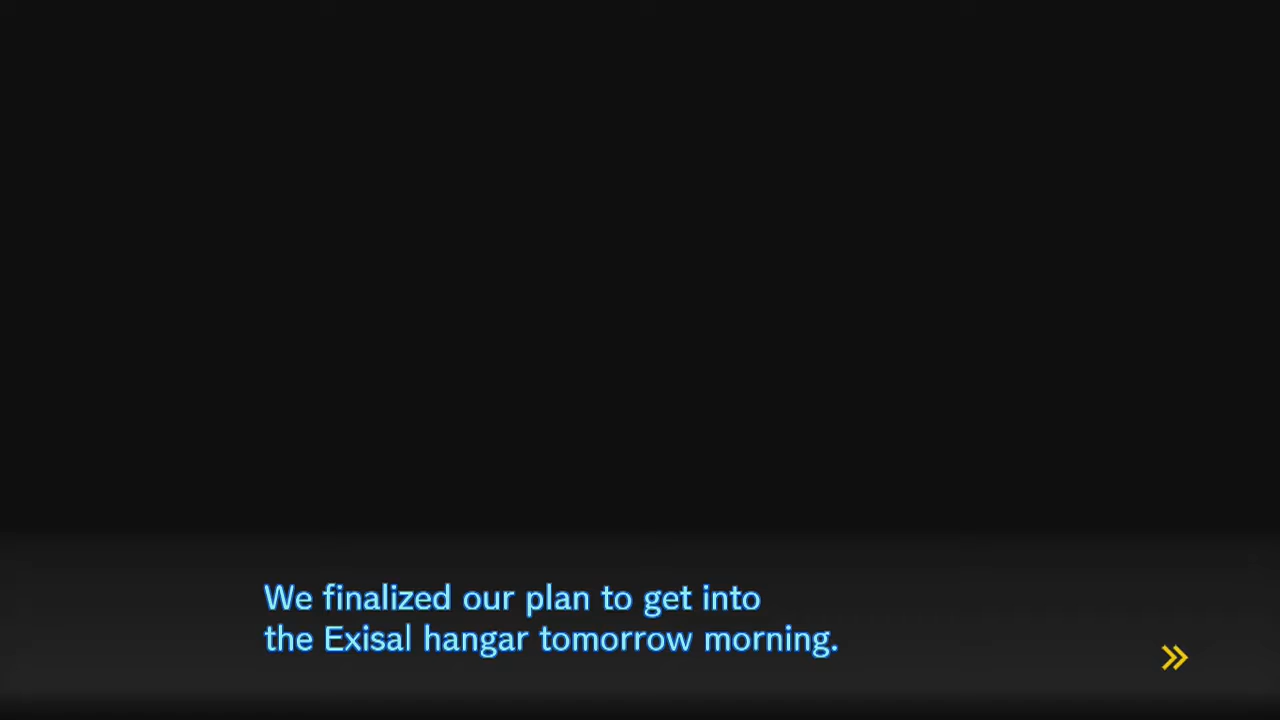 We finalized our plan to get into
the Exisal hangar tomorrow morning.